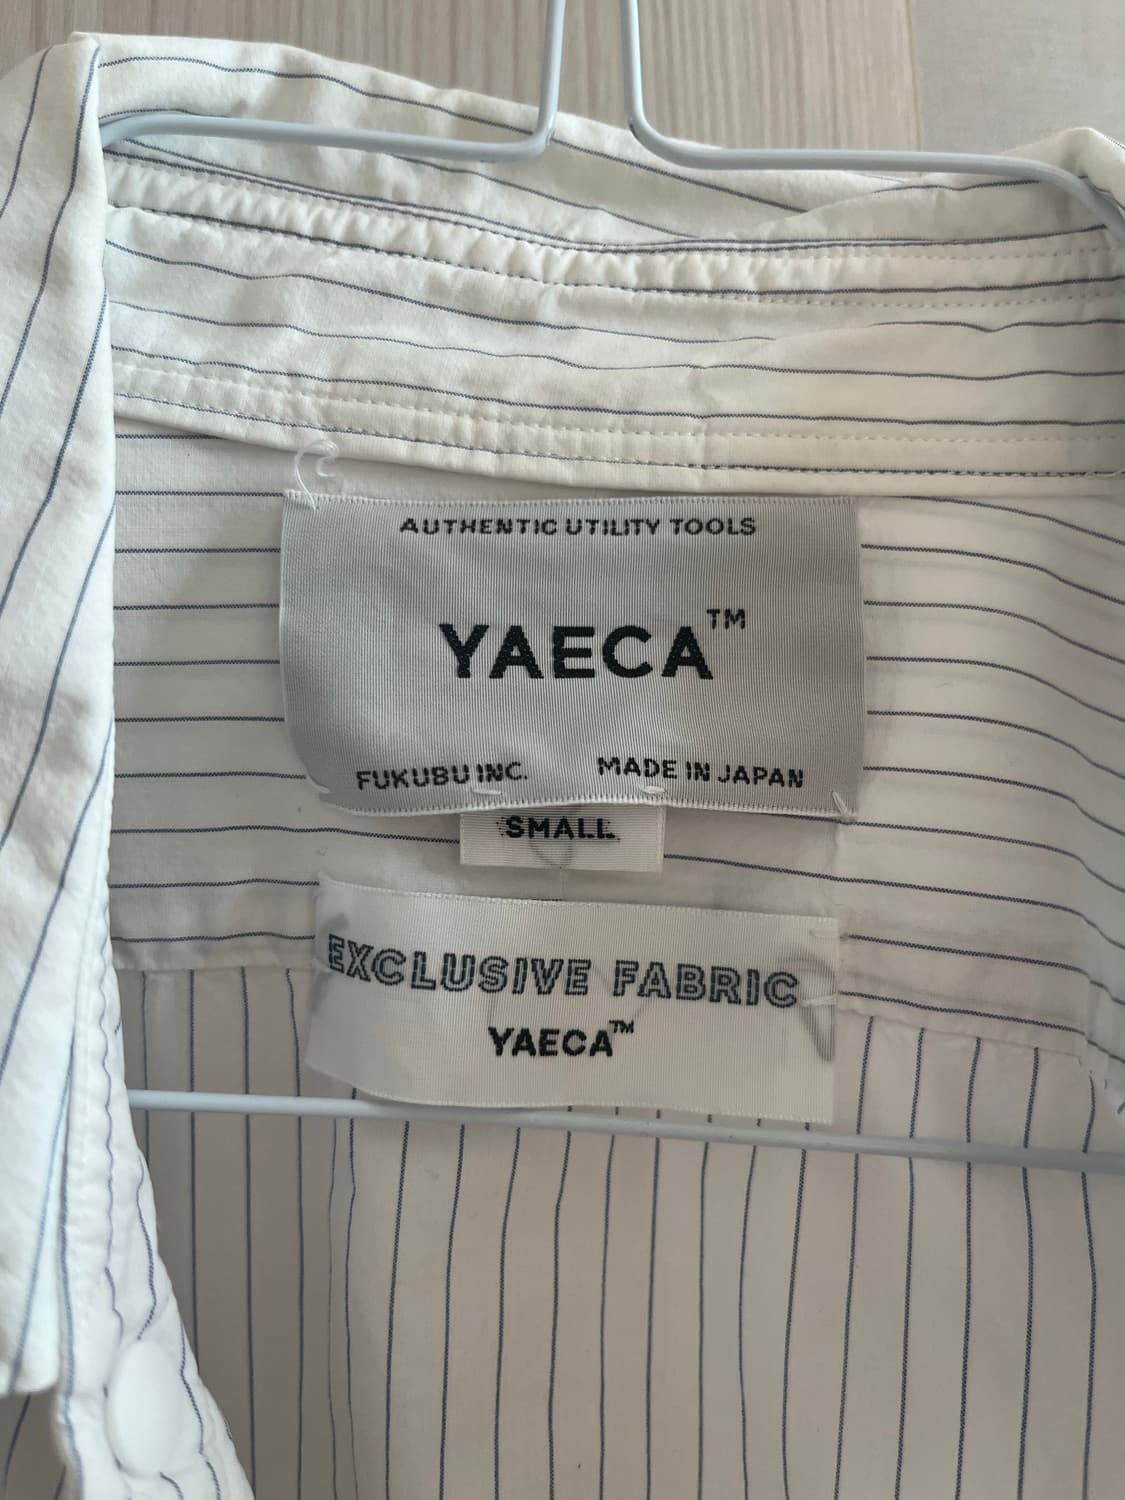 AUTHENTIC UTILITY TOOLS
YAECA™
FUKUBU INC. MADE IN JAPAN
SMALL
EXCLUSIVE FABRIC
YAECA™